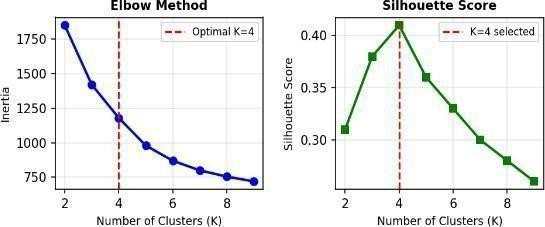 Elbow Method
Optimal K=4
1750
1500
1250
1000
750
Inertia
2
4
6
8
Number of Clusters (K)
Silhouette Score
K=4 selected
0.40
0.35
0.30
Silhouette Score
2
4
6
8
Number of Clusters (K)